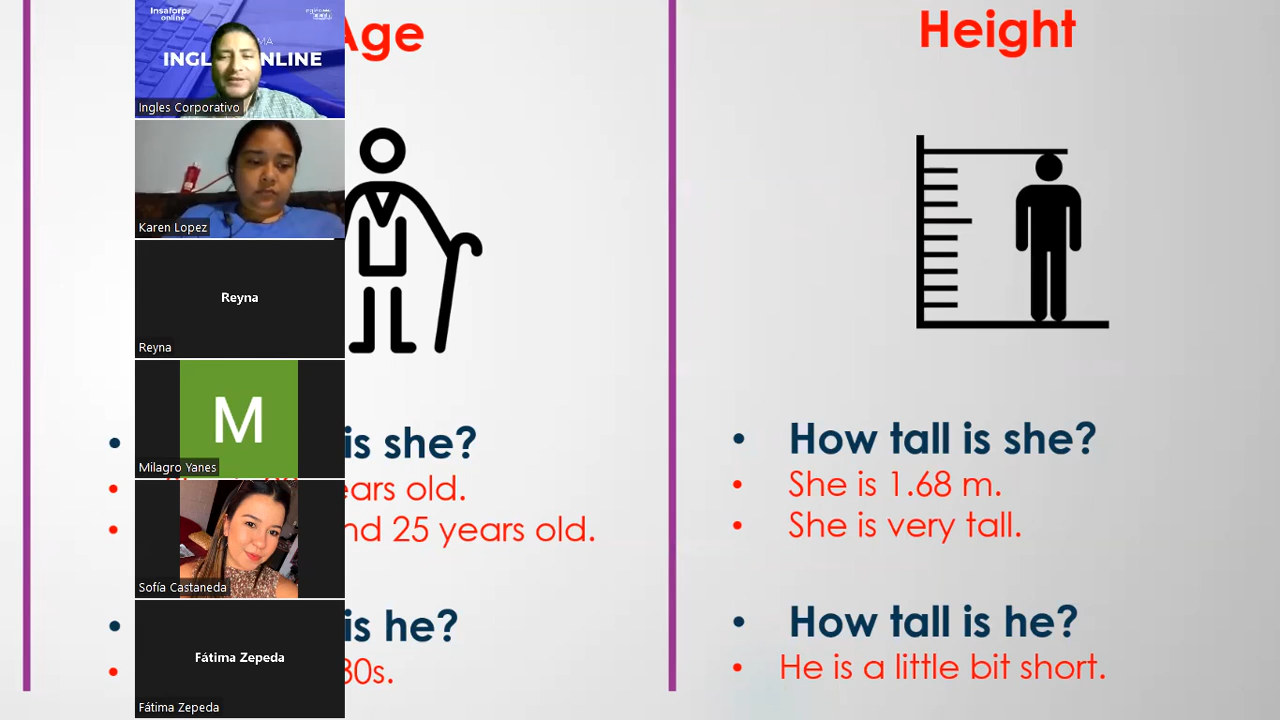 Insaforp
online
INGL NLINE
Ingles Corporativo
Karen Lopez
Reyna
Reyna
M
Milagro Yanes
Sofía Castaneda
Fátima Zepeda
Fátima Zepeda
Age
• is she?
• ears old.
• nd 25 years old.
• is he?
• 30s.
Height
• How tall is she?
• She is 1.68 m.
• She is very tall.
• How tall is he?
• He is a little bit short.